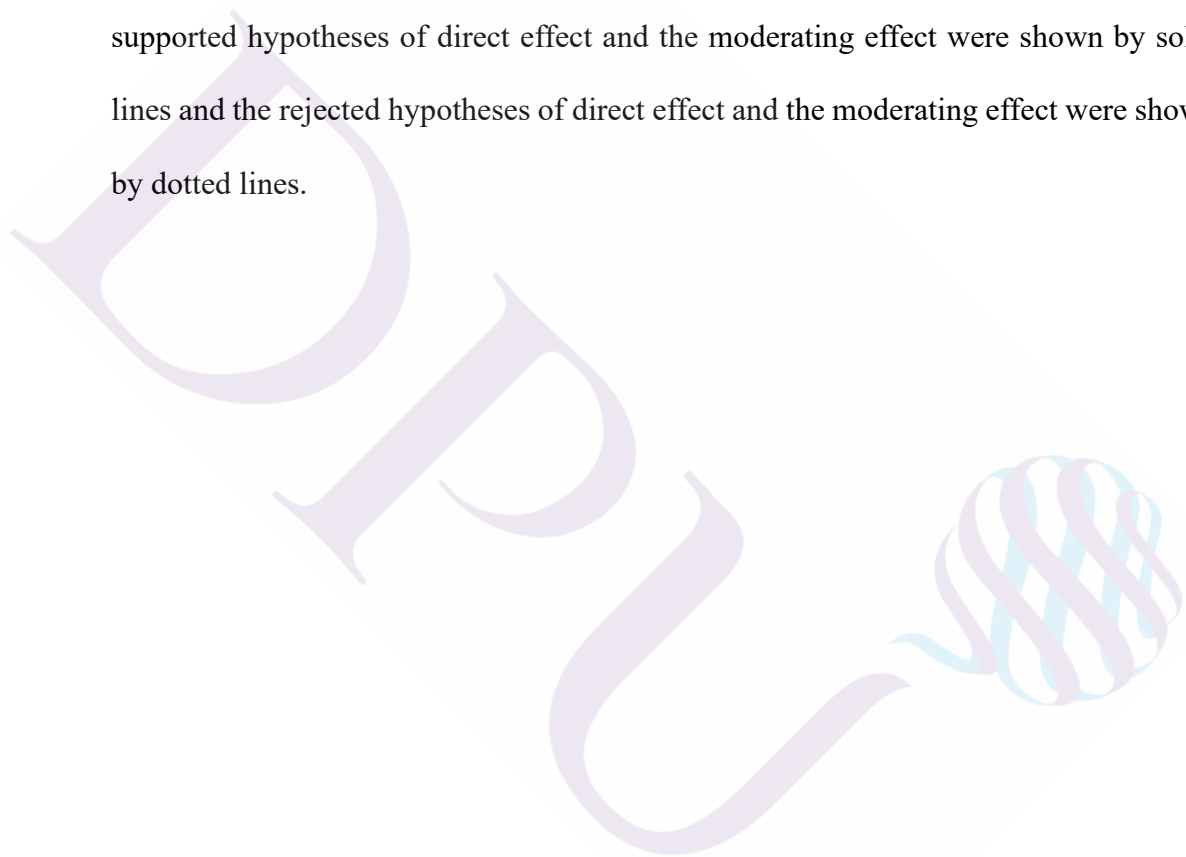 supported hypotheses of direct effect and the moderating effect were shown by
lines and the rejected hypotheses of direct effect and the moderating effect were
by dotted lines.
DPU